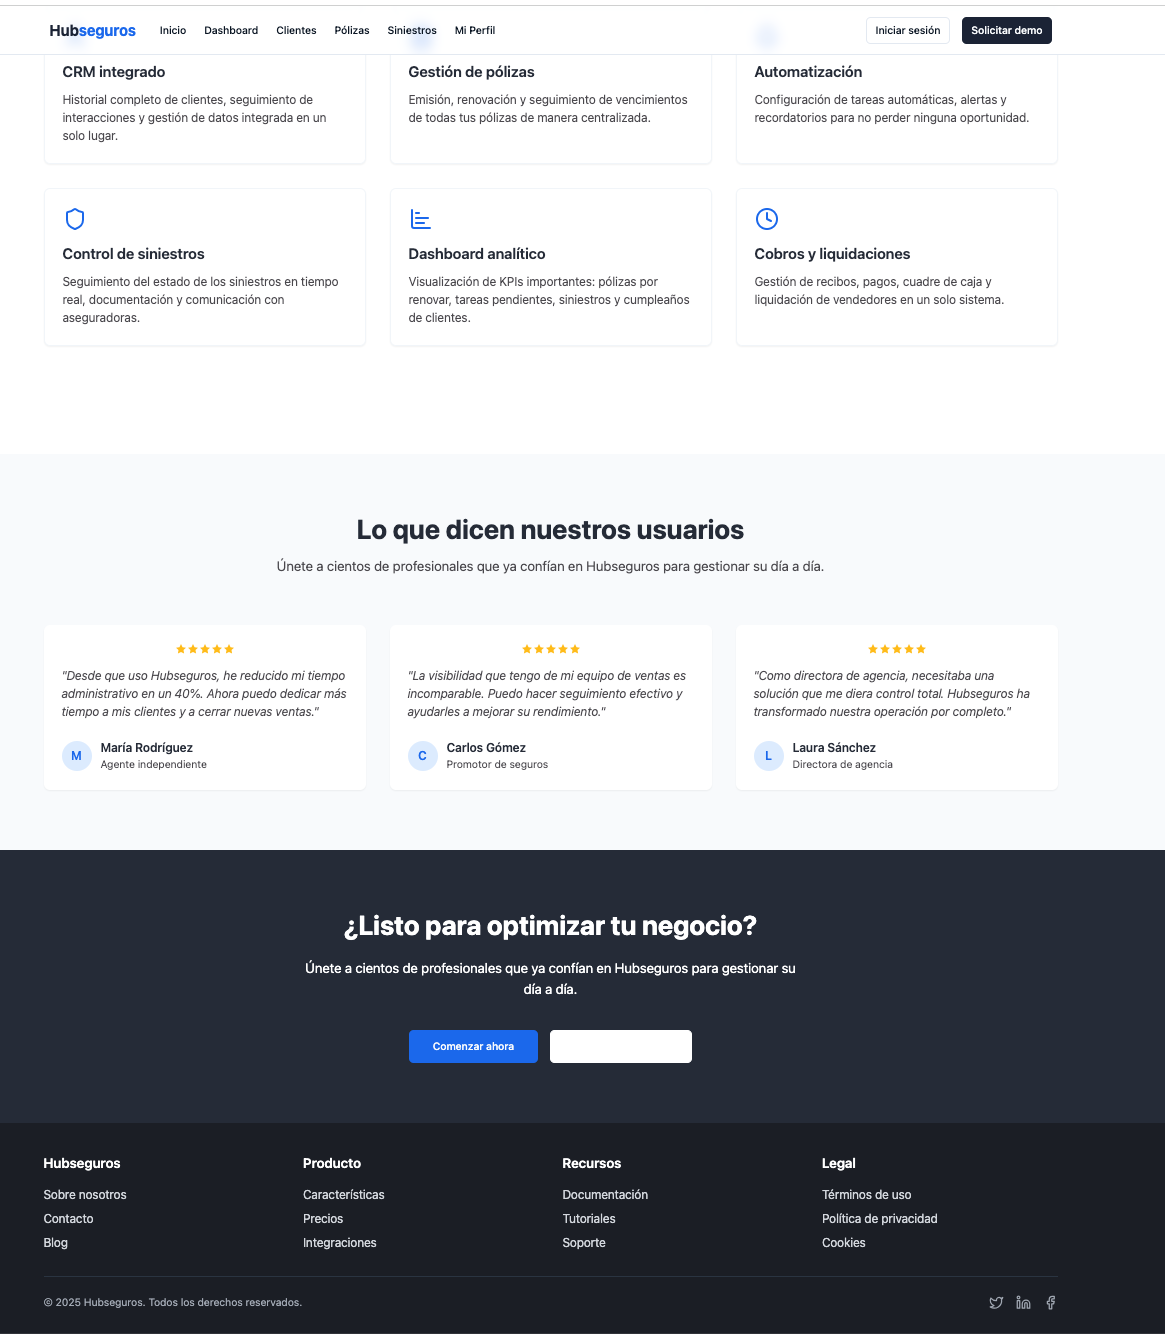 Hubseguros
Inicio
Dashboard
Clientes
Pólizas
Siniestros
Mi Perfil
Iniciar sesión
Solicitar demo
CRM integrado
Historial completo de clientes, seguimiento de
interacciones y gestión de datos integrada en un
solo lugar.
Gestión de pólizas
Emisión, renovación y seguimiento de vencimientos
de todas tus pólizas de manera centralizada.
Automatización
Configuración de tareas automáticas, alertas y
recordatorios para no perder ninguna oportunidad.
Control de siniestros
Seguimiento del estado de los siniestros en tiempo
real, documentación y comunicación con
aseguradoras.
Dashboard analítico
Visualización de KPIs importantes: pólizas por
renovar, tareas pendientes, siniestros y cumpleaños
de clientes.
Cobros y liquidaciones
Gestión de recibos, pagos, cuadre de caja y
liquidación de vendedores en un solo sistema.
Lo que dicen nuestros usuarios
Únete a cientos de profesionales que ya confían en Hubseguros para gestionar su día a día.
"Desde que uso Hubseguros, he reducido mi tiempo
administrativo en un 40%. Ahora puedo dedicar más
tiempo a mis clientes y a cerrar nuevas ventas."
M
María Rodríguez
Agente independiente
"La visibilidad que tengo de mi equipo de ventas es
incomparable. Puedo hacer seguimiento efectivo y
ayudarles a mejorar su rendimiento."
C
Carlos Gómez
Promotor de seguros
"Como directora de agencia, necesitaba una
solución que me diera control total. Hubseguros ha
transformado nuestra operación por completo."
L
Laura Sánchez
Directora de agencia
¿Listo para optimizar tu negocio?
Únete a cientos de profesionales que ya confían en Hubseguros para gestionar su
día a día.
Comenzar ahora
Hubseguros
Sobre nosotros
Contacto
Blog
Producto
Características
Precios
Integraciones
Recursos
Documentación
Tutoriales
Soporte
Legal
Términos de uso
Política de privacidad
Cookies
© 2025 Hubseguros. Todos los derechos reservados.